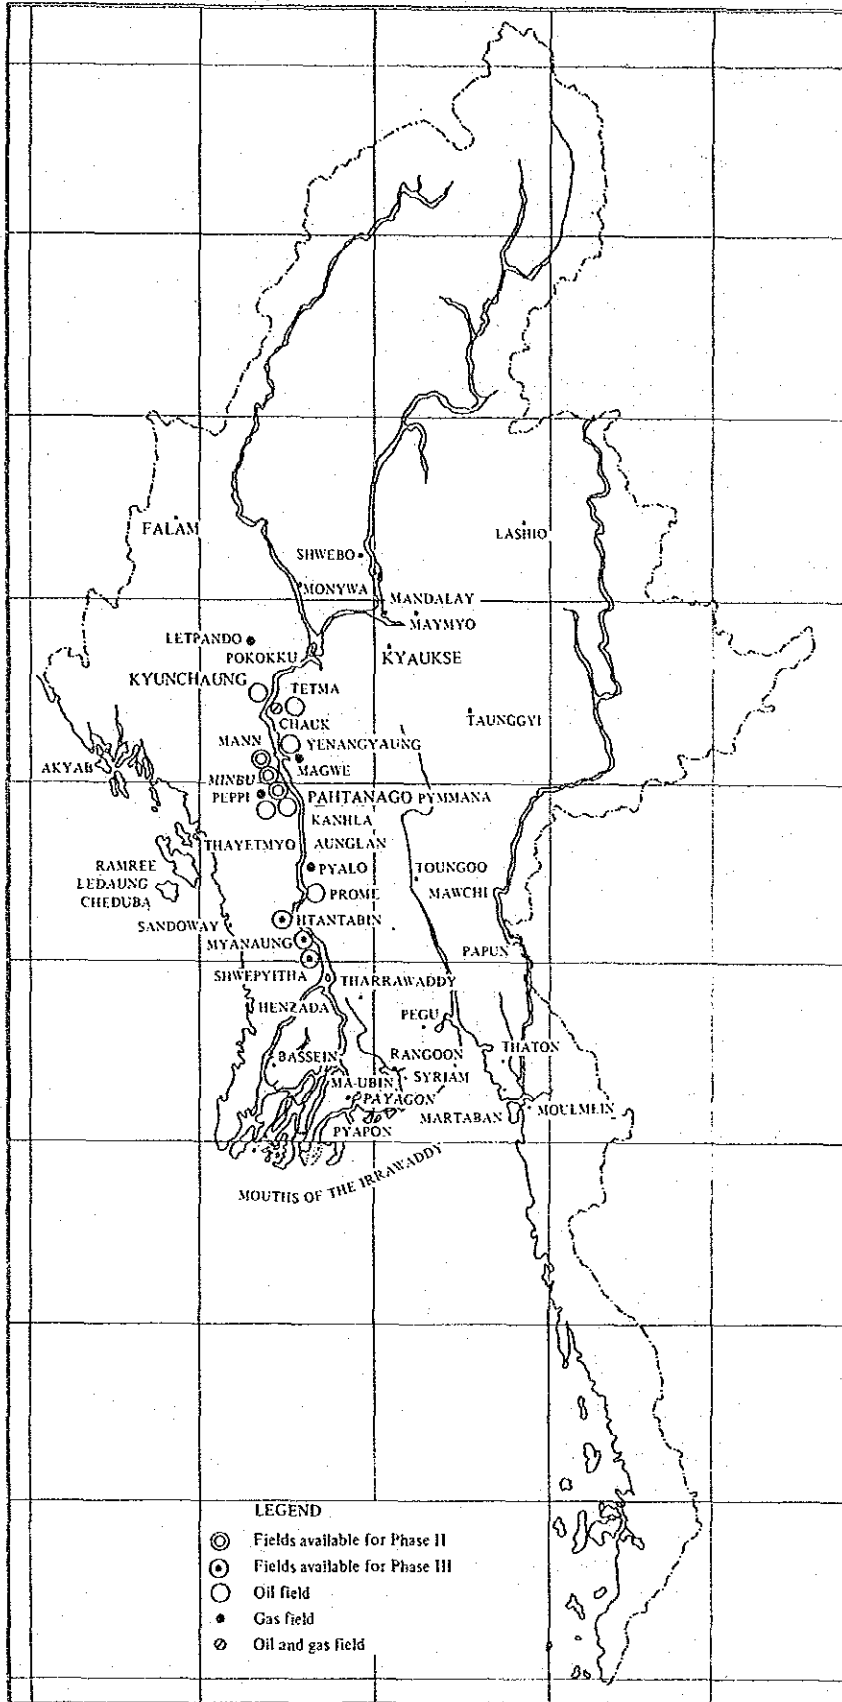 FALAM
LASHIO
SHWEBO
MONYWA
MANDALAY
MAYMYO
LETPANDO
POKOKKU
KYAUKSE
KYUNCHAUNG
TETMA
CHAUK
TAUNGGYI
MANN
YENANGYAUNG
AKYAB
MINBU
MAGWE
PEPPI
PAHTANAGO
PYMMANA
KANHLA
THAYETMYO
AUNGLAN
RAMREE
PYALO
TOUNGOO
LEDAUNG
MAWCHI
CHEDUBA
PROME
SANDOWAY
HTANTABIN
MYANAUNG
PAPUN
SHWEPYITHA
THARRAWADDY
HENZADA
PEGU
BASSEIN
RANGOON
THATON
MA-UBIN
SYRIAM
PAYAGON
MARTABAN
MOULMEIN
PYAPON
MOUTHS OF THE IRRAWADDY
LEGEND
Fields available for Phase II
Fields available for Phase III
Oil field
Gas field
Oil and gas field